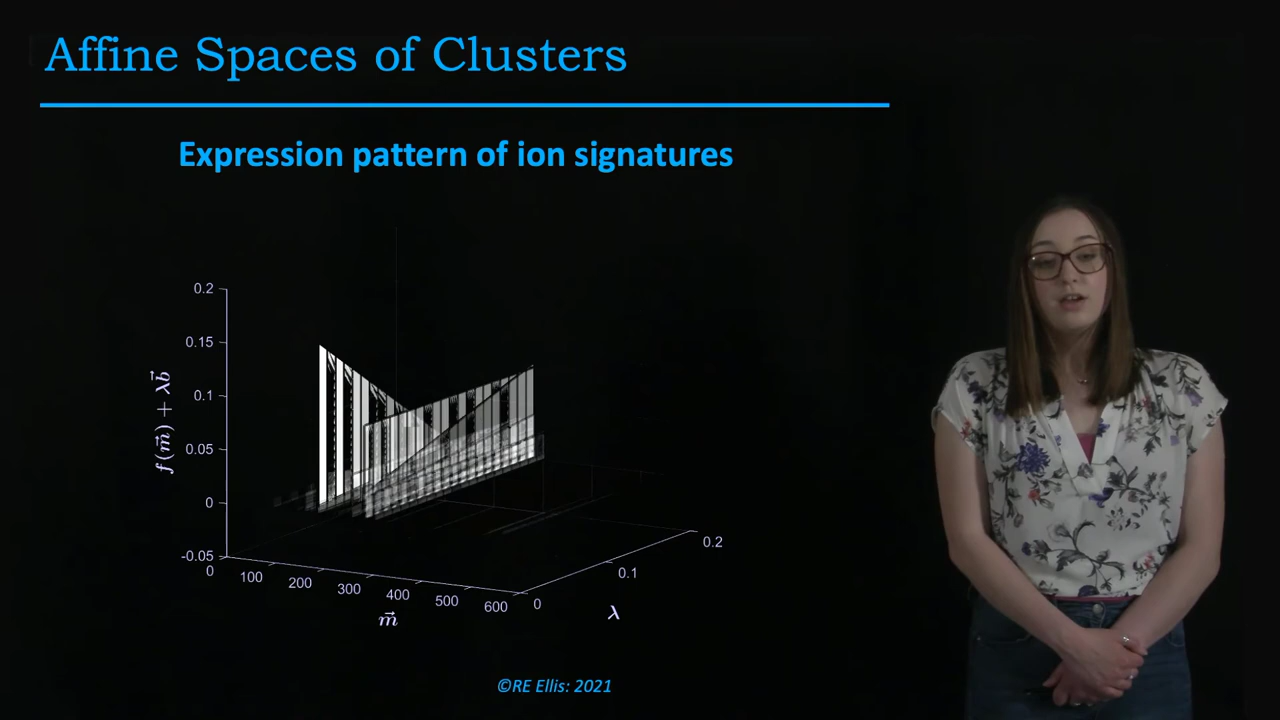 Affine Spaces of Clusters
Expression pattern of ion signatures
0.2
0.15
0.1
0.05
0
-0.05
f(m⃗) + λb⃗
0
100
200
300
400
500
600
m⃗
0
0.1
0.2
λ
©RE Ellis: 2021